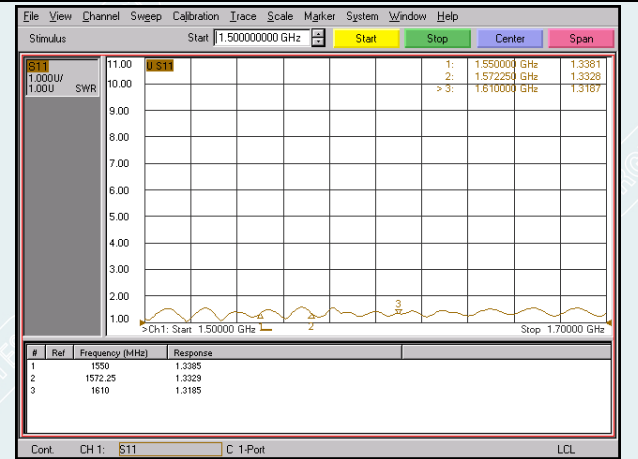 File View Channel Sweep Calibration Trace Scale Marker System Window Help
Stimulus Start 1.500000000 GHz Start Stop Center Span
S11
1.000U/
1.00U SWR
11.00 U S11
10.00
9.00
8.00
7.00
6.00
5.00
4.00
3.00
2.00
1.00
1: 1.550000 GHz 1.3381
2: 1.572250 GHz 1.3328
> 3: 1.610000 GHz 1.3187
3
1 2
>Ch1: Start 1.50000 GHz Stop 1.70000 GHz
# Ref Frequency (MHz) Response
1 1550 1.3385
2 1572.25 1.3329
3 1610 1.3185
Cont. CH 1: S11 C 1-Port LCL